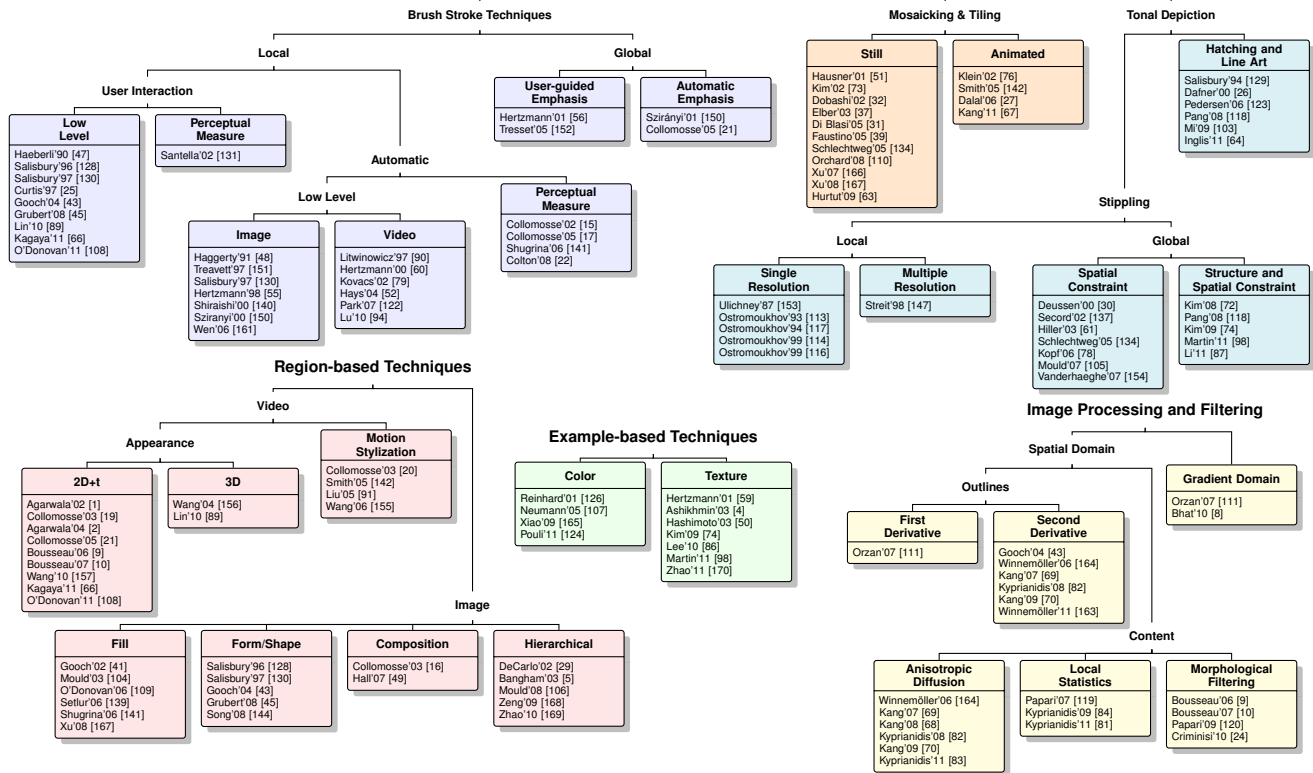 Brush Stroke Techniques
Local
User Interaction
Low
Level
Haeberli'90 [47]
Salisbury'96 [128]
Salisbury'97 [130]
Curtis'97 [25]
Gooch'04 [43]
Grubert'08 [45]
Lin'10 [89]
Kagaya'11 [66]
O'Donovan'11 [108]
Perceptual
Measure
Santella'02 [131]
Automatic
Low Level
Image
Haggerty'91 [48]
Treavett'97 [151]
Salisbury'97 [130]
Hertzmann'98 [55]
Shiraishi'00 [140]
Sziranyi'00 [150]
Wen'06 [161]
Video
Litwinowicz'97 [90]
Hertzmann'00 [60]
Kovacs'02 [79]
Hays'04 [52]
Park'07 [122]
Lu'10 [94]
Perceptual
Measure
Collomosse'02 [15]
Collomosse'05 [17]
Shugrina'06 [141]
Colton'08 [22]
Global
User-guided
Emphasis
Hertzmann'01 [56]
Tresset'05 [152]
Automatic
Emphasis
Szirányi'01 [150]
Collomosse'05 [21]
Mosaicking & Tiling
Still
Hausner'01 [51]
Kim'02 [73]
Dobashi'02 [32]
Elber'03 [37]
Di Blasi'05 [31]
Faustino'05 [39]
Schlechtweg'05 [134]
Orchard'08 [110]
Xu'07 [166]
Xu'08 [167]
Hurtut'09 [63]
Animated
Klein'02 [76]
Smith'05 [142]
Dalal'06 [27]
Kang'11 [67]
Tonal Depiction
Hatching and
Line Art
Salisbury'94 [129]
Dafner'00 [26]
Pedersen'06 [123]
Pang'08 [118]
Mi'09 [103]
Inglis'11 [64]
Stippling
Local
Single
Resolution
Ulichney'87 [153]
Ostromoukhov'93 [113]
Ostromoukhov'94 [117]
Ostromoukhov'99 [114]
Ostromoukhov'99 [116]
Multiple
Resolution
Streit'98 [147]
Global
Spatial
Constraint
Deussen'00 [30]
Secord'02 [137]
Hiller'03 [61]
Schlechtweg'05 [134]
Kopf'06 [78]
Mould'07 [105]
Vanderhaeghe'07 [154]
Structure and
Spatial Constraint
Kim'08 [72]
Pang'08 [118]
Kim'09 [74]
Martin'11 [98]
Li'11 [87]
Region-based Techniques
Video
Appearance
2D+t
Agarwala'02 [1]
Collomosse'03 [19]
Agarwala'04 [2]
Collomosse'05 [21]
Bousseau'06 [9]
Bousseau'07 [10]
Wang'10 [157]
Kagaya'11 [66]
O'Donovan'11 [108]
3D
Wang'04 [156]
Lin'10 [89]
Motion
Stylization
Collomosse'03 [20]
Smith'05 [142]
Liu'05 [91]
Wang'06 [155]
Image
Fill
Gooch'02 [41]
Mould'03 [104]
O'Donovan'06 [109]
Setlur'06 [139]
Shugrina'06 [141]
Xu'08 [167]
Form/Shape
Salisbury'96 [128]
Salisbury'97 [130]
Gooch'04 [43]
Grubert'08 [45]
Song'08 [144]
Composition
Collomosse'03 [16]
Hall'07 [49]
Hierarchical
DeCarlo'02 [29]
Bangham'03 [5]
Mould'08 [106]
Zeng'09 [168]
Zhao'10 [169]
Example-based Techniques
Color
Reinhard'01 [126]
Neumann'05 [107]
Xiao'09 [165]
Pouli'11 [124]
Texture
Hertzmann'01 [59]
Ashikhmin'03 [4]
Hashimoto'03 [50]
Kim'09 [74]
Lee'10 [86]
Martin'11 [98]
Zhao'11 [170]
Image Processing and Filtering
Spatial Domain
Outlines
First
Derivative
Orzan'07 [111]
Second
Derivative
Gooch'04 [43]
Winnemöller'06 [164]
Kang'07 [69]
Kyprianidis'08 [82]
Kang'09 [70]
Winnemöller'11 [163]
Gradient Domain
Orzan'07 [111]
Bhat'10 [8]
Content
Anisotropic
Diffusion
Winnemöller'06 [164]
Kang'07 [69]
Kang'08 [68]
Kyprianidis'08 [82]
Kang'09 [70]
Kyprianidis'11 [83]
Local
Statistics
Papari'07 [119]
Kyprianidis'09 [84]
Kyprianidis'11 [81]
Morphological
Filtering
Bousseau'06 [9]
Bousseau'07 [10]
Papari'09 [120]
Criminisi'10 [24]